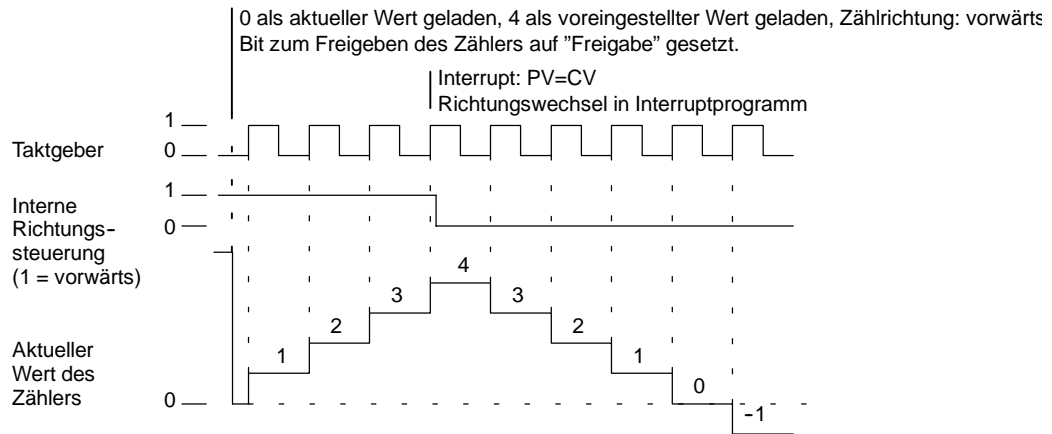 0 als aktueller Wert geladen, 4 als voreingestellter Wert geladen, Zählrichtung: vorwärts
Bit zum Freigeben des Zählers auf ”Freigabe” gesetzt.
Interrupt: PV=CV
Richtungswechsel in Interruptprogramm
Taktgeber
1
0
Interne
Richtungs-
steuerung
(1 = vorwärts)
1
0
Aktueller
Wert des
Zählers
0
1
2
3
4
3
2
1
0
-1